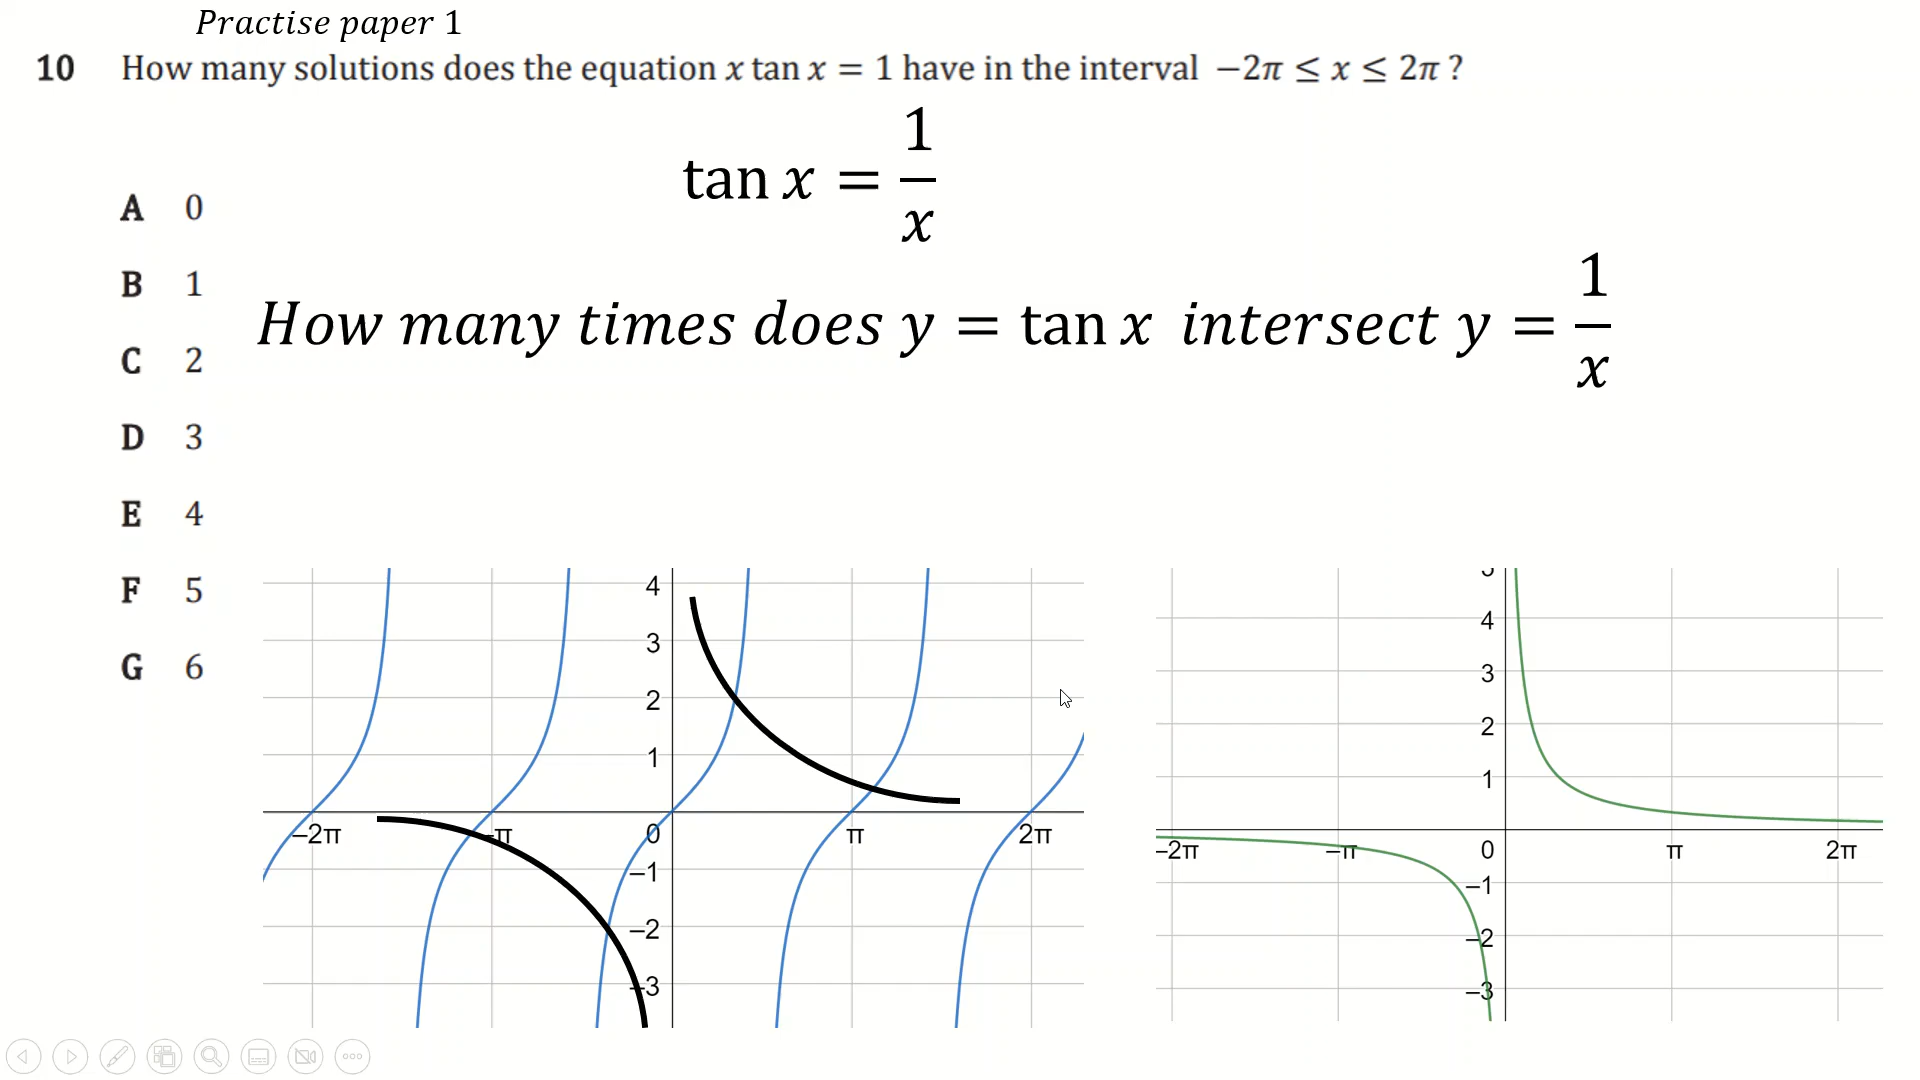 Practise paper 1
10 How many solutions does the equation x tan x = 1 have in the interval −2π ≤ x ≤ 2π ?
tan x = 1/x
A 0
B 1
How many times does y = tan x intersect y = 1/x
C 2
D 3
E 4
F 5
G 6
4
3
2
1
−2π −π 0 π 2π
−1
−2
−3
5
4
3
2
1
−2π −π 0 π 2π
−1
−2
−3